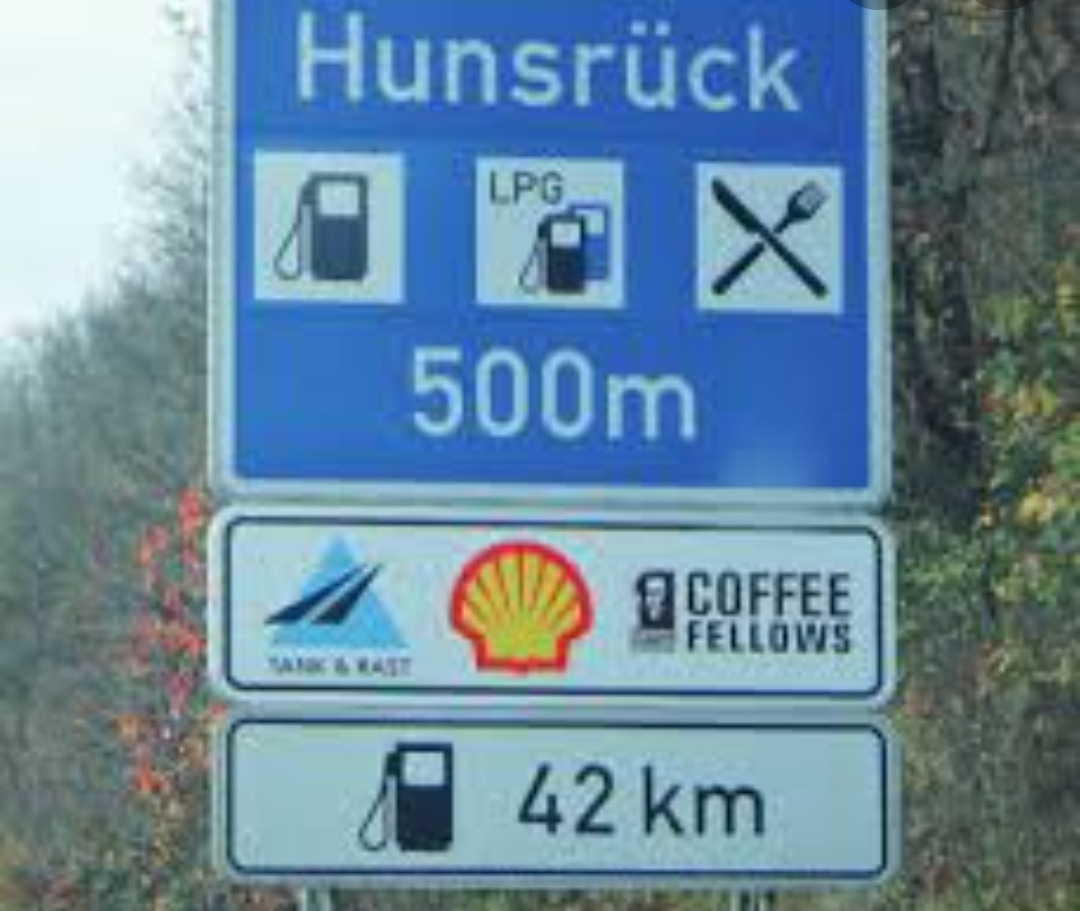 Hunsrück
LPG
500m
TANK & RAST
COFFEE
FELLOWS
42 km